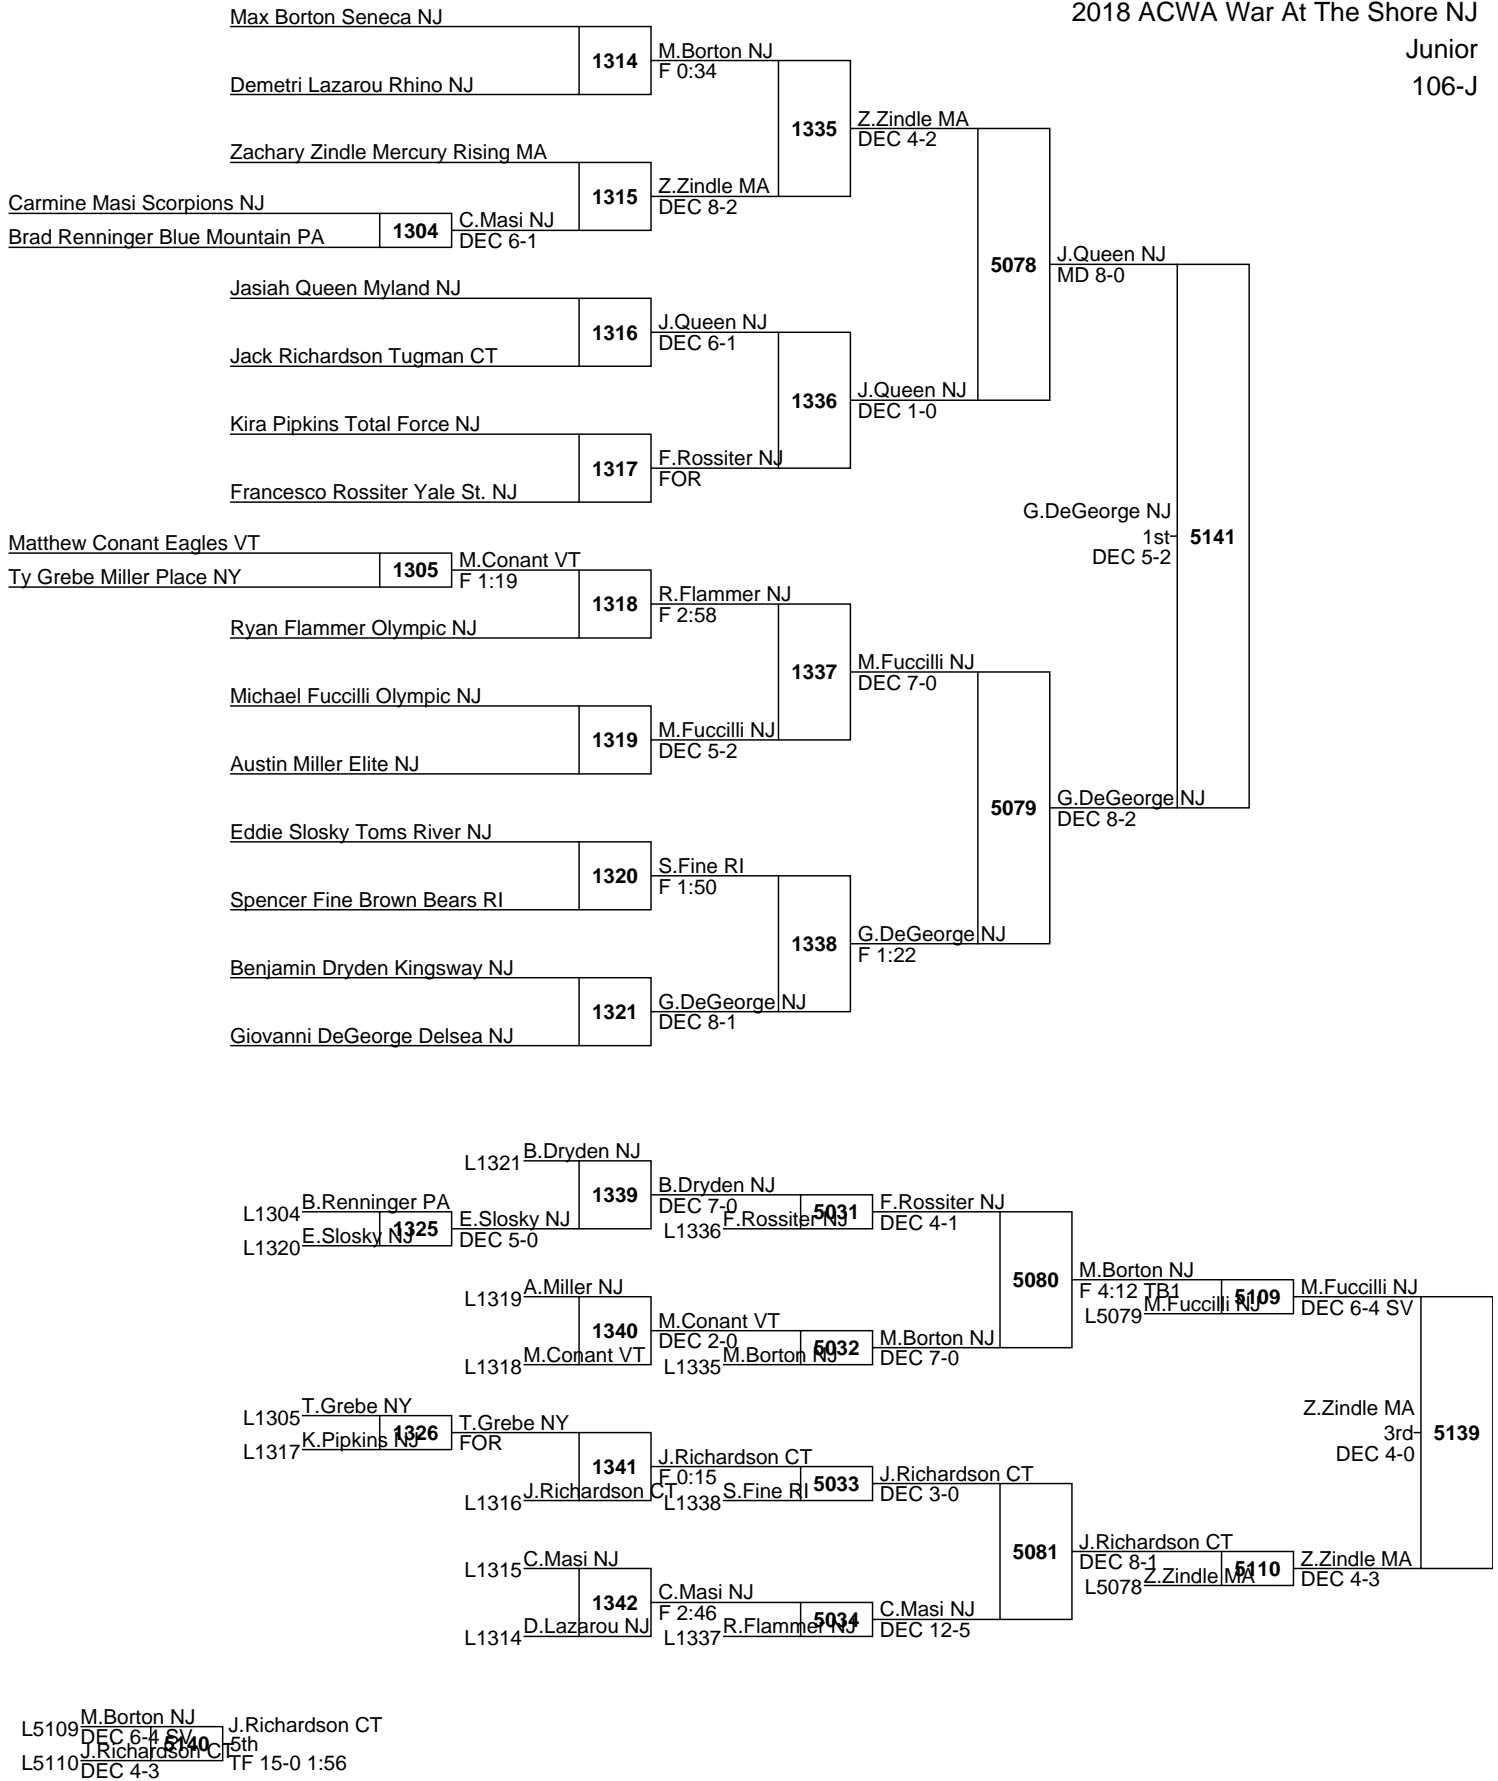 2018 ACWA War At The Shore NJ
Junior
106-J
Max Borton Seneca NJ
1314
M.Borton NJ
F 0:34
Demetri Lazarou Rhino NJ
1335
Z.Zindle MA
DEC 4-2
Zachary Zindle Mercury Rising MA
1315
Z.Zindle MA
DEC 8-2
Carmine Masi Scorpions NJ
Brad Renninger Blue Mountain PA
1304
C.Masi NJ
DEC 6-1
5078
J.Queen NJ
MD 8-0
Jasiah Queen Myland NJ
1316
J.Queen NJ
DEC 6-1
Jack Richardson Tugman CT
1336
J.Queen NJ
DEC 1-0
Kira Pipkins Total Force NJ
1317
F.Rossiter NJ
FOR
Francesco Rossiter Yale St. NJ
G.DeGeorge NJ
1st
DEC 5-2
5141
Matthew Conant Eagles VT
Ty Grebe Miller Place NY
1305
M.Conant VT
F 1:19
1318
R.Flammer NJ
F 2:58
Ryan Flammer Olympic NJ
1337
M.Fuccilli NJ
DEC 7-0
Michael Fuccilli Olympic NJ
1319
M.Fuccilli NJ
DEC 5-2
Austin Miller Elite NJ
5079
G.DeGeorge NJ
DEC 8-2
Eddie Slosky Toms River NJ
1320
S.Fine RI
F 1:50
Spencer Fine Brown Bears RI
1338
G.DeGeorge NJ
F 1:22
Benjamin Dryden Kingsway NJ
1321
G.DeGeorge NJ
DEC 8-1
Giovanni DeGeorge Delsea NJ
L1321
B.Dryden NJ
1339
B.Dryden NJ
DEC 7-0
L1304
B.Renninger PA
L1320
E.Slosky NJ
1325
E.Slosky NJ
DEC 5-0
L1336
F.Rossiter NJ
5031
F.Rossiter NJ
DEC 4-1
5080
M.Borton NJ
F 4:12 TB1
L5079
M.Fuccilli NJ
5109
M.Fuccilli NJ
DEC 6-4 SV
L1319
A.Miller NJ
1340
M.Conant VT
DEC 2-0
L1318
M.Conant VT
L1335
M.Borton NJ
5032
M.Borton NJ
DEC 7-0
L1305
T.Grebe NY
L1317
K.Pipkins NJ
1326
T.Grebe NY
FOR
Z.Zindle MA
3rd
DEC 4-0
5139
1341
J.Richardson CT
F 0:15
L1316
J.Richardson CT
L1338
S.Fine RI
5033
J.Richardson CT
DEC 3-0
5081
J.Richardson CT
DEC 8-1
L5078
Z.Zindle MA
5110
Z.Zindle MA
DEC 4-3
L1315
C.Masi NJ
1342
C.Masi NJ
F 2:46
L1314
D.Lazarou NJ
L1337
R.Flammer NJ
5034
C.Masi NJ
DEC 12-5
L5109
M.Borton NJ
DEC 6-4 SV
5140
J.Richardson CT
5th
TF 15-0 1:56
L5110
J.Richardson CT
DEC 4-3